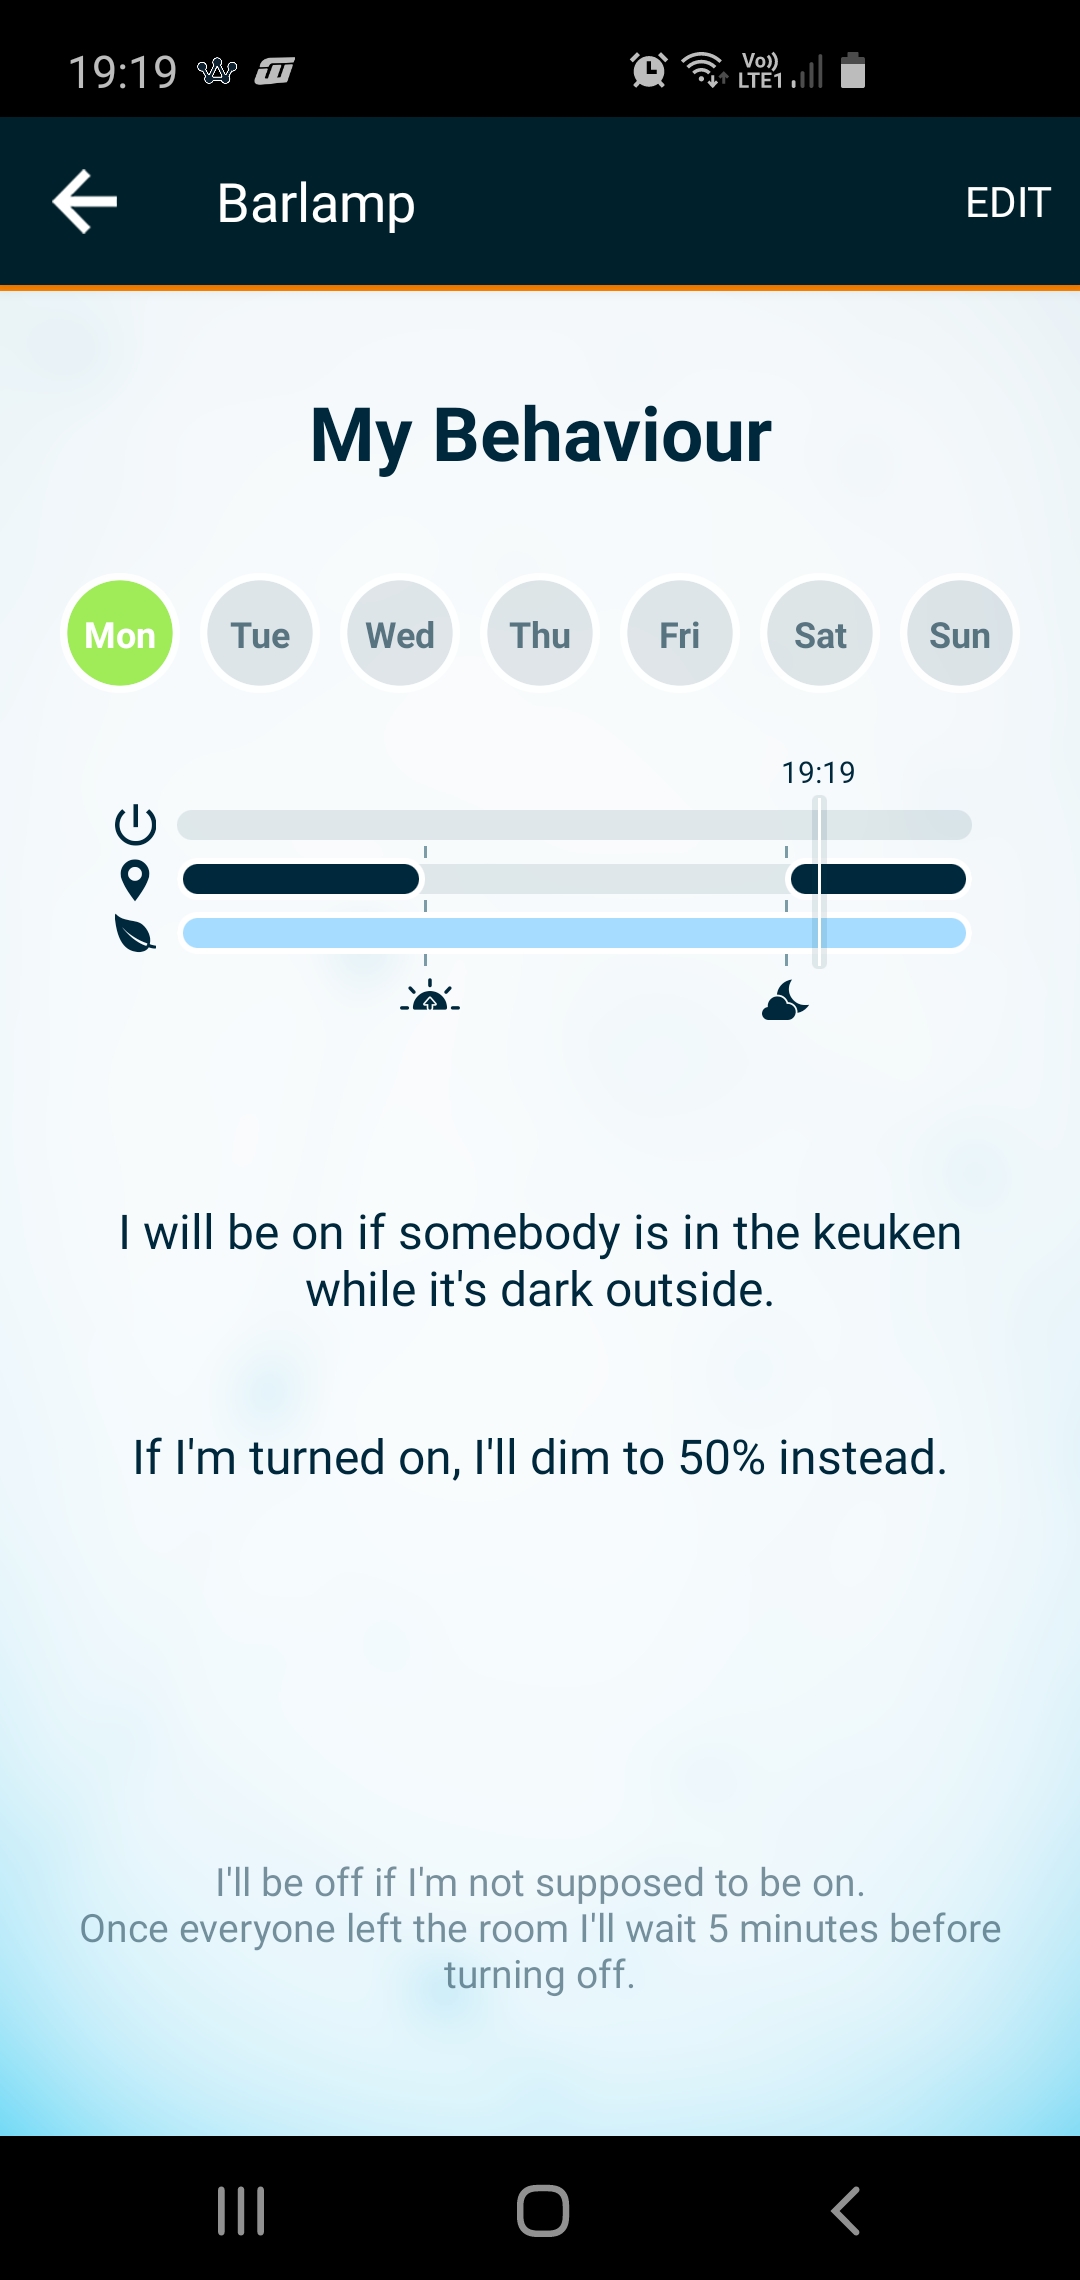 19:19
Vo))
LTE1
Barlamp
EDIT
My Behaviour
Mon Tue Wed Thu Fri Sat Sun
19:19
I will be on if somebody is in the keuken
while it's dark outside.
If I'm turned on, I'll dim to 50% instead.
I'll be off if I'm not supposed to be on.
Once everyone left the room I'll wait 5 minutes before
turning off.